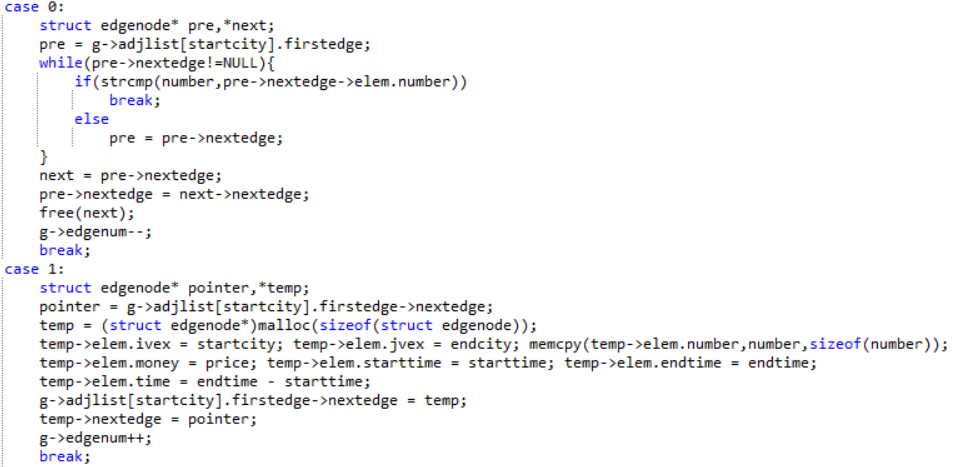 case 0:
    struct edgenode* pre,*next;
    pre = g->adjlist[startcity].firstedge;
    while(pre->nextedge!=NULL){
        if(strcmp(number,pre->nextedge->elem.number))
            break;
        else
            pre = pre->nextedge;
    }
    next = pre->nextedge;
    pre->nextedge = next->nextedge;
    free(next);
    g->edgenum--;
    break;
case 1:
    struct edgenode* pointer,*temp;
    pointer = g->adjlist[startcity].firstedge->nextedge;
    temp = (struct edgenode*)malloc(sizeof(struct edgenode));
    temp->elem.ivex = startcity; temp->elem.jvex = endcity; memcpy(temp->elem.number,number,sizeof(number));
    temp->elem.money = price; temp->elem.starttime = starttime; temp->elem.endtime = endtime;
    temp->elem.time = endtime - starttime;
    g->adjlist[startcity].firstedge->nextedge = temp;
    temp->nextedge = pointer;
    g->edgenum++;
    break;